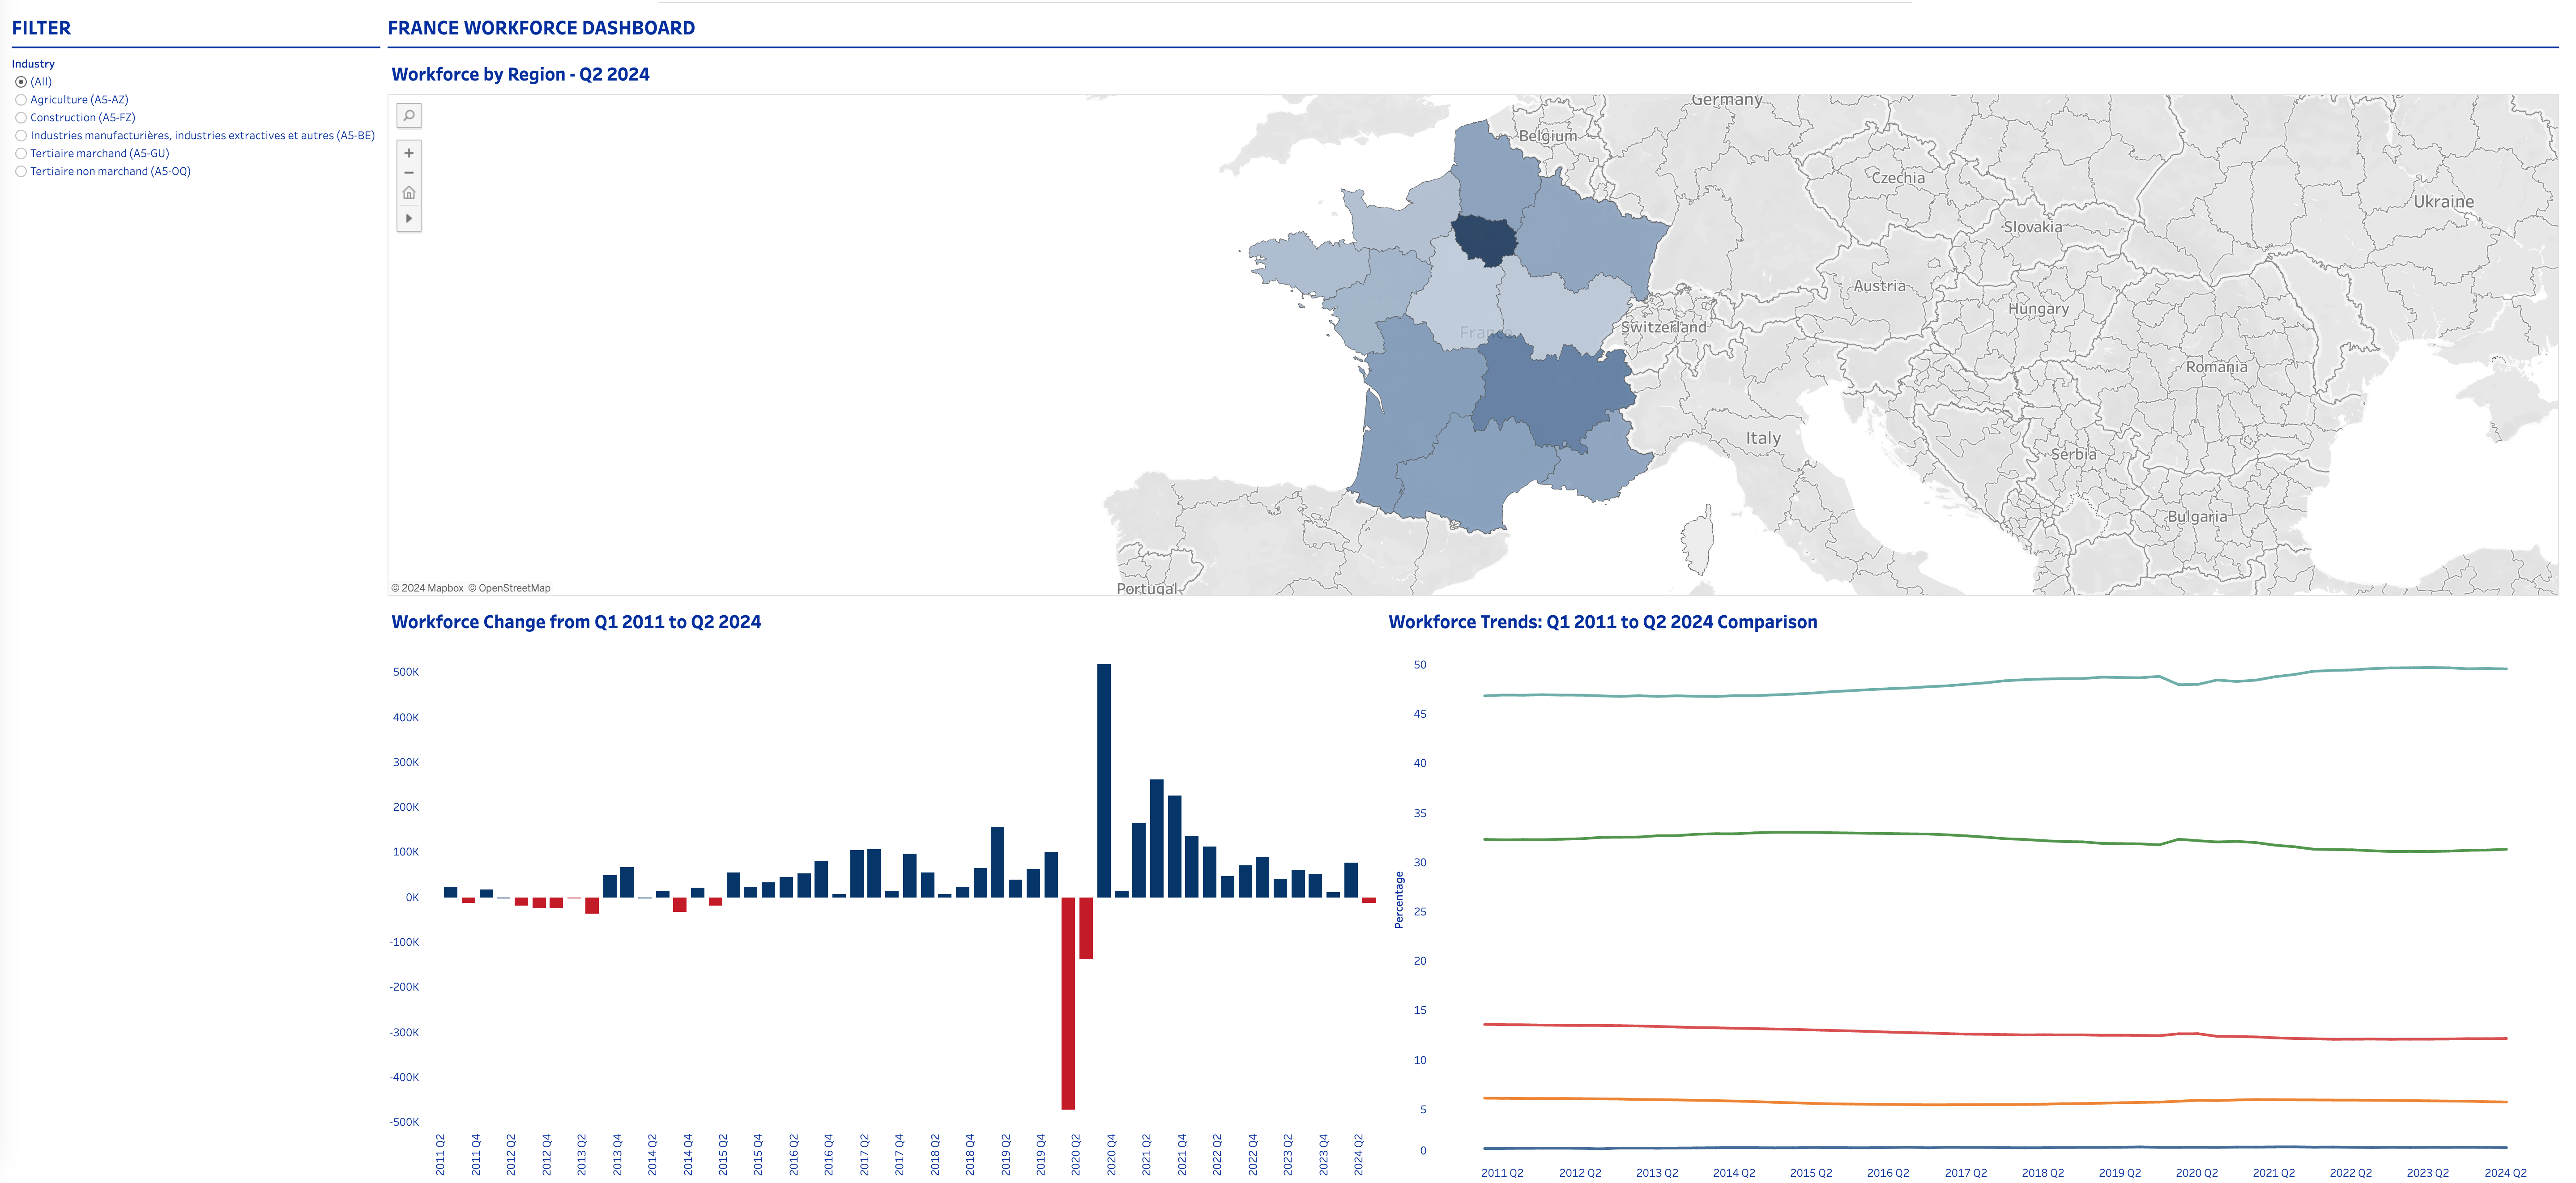 FILTER
Industry
(All)
Agriculture (A5-AZ)
Construction (A5-FZ)
Industries manufacturières, industries extractives et autres (A5-BE)
Tertiaire marchand (A5-GU)
Tertiaire non marchand (A5-OQ)
FRANCE WORKFORCE DASHBOARD
Workforce by Region - Q2 2024
Germany
Belgium
Czechia
Ukraine
Slovakia
Austria
Hungary
Switzerland
France
Romania
Italy
Serbia
Bulgaria
Portugal
© 2024 Mapbox © OpenStreetMap
Workforce Change from Q1 2011 to Q2 2024
500K
400K
300K
200K
100K
0K
-100K
-200K
-300K
-400K
-500K
2011 Q2
2011 Q4
2012 Q2
2012 Q4
2013 Q2
2013 Q4
2014 Q2
2014 Q4
2015 Q2
2015 Q4
2016 Q2
2016 Q4
2017 Q2
2017 Q4
2018 Q2
2018 Q4
2019 Q2
2019 Q4
2020 Q2
2020 Q4
2021 Q2
2021 Q4
2022 Q2
2022 Q4
2023 Q2
2023 Q4
2024 Q2
Workforce Trends: Q1 2011 to Q2 2024 Comparison
Percentage
50
45
40
35
30
25
20
15
10
5
0
2011 Q2
2012 Q2
2013 Q2
2014 Q2
2015 Q2
2016 Q2
2017 Q2
2018 Q2
2019 Q2
2020 Q2
2021 Q2
2022 Q2
2023 Q2
2024 Q2